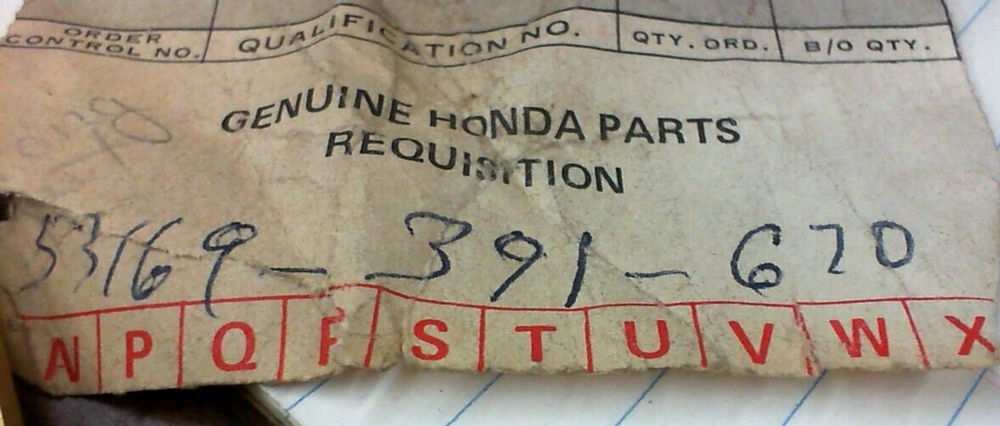 ORDER CONTROL NO. QUALIFICATION NO. QTY. ORD. B/O QTY.
GENUINE HONDA PARTS
REQUISITION
53169 - 391 - 670
N P Q R S T U V W X